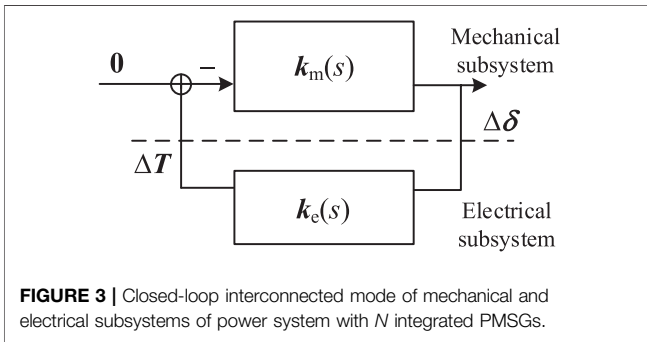 0
−
k_m(s)
Mechanical
subsystem
ΔT
Δδ
k_e(s)
Electrical
subsystem
FIGURE 3 | Closed-loop interconnected mode of mechanical and
electrical subsystems of power system with N integrated PMSGs.